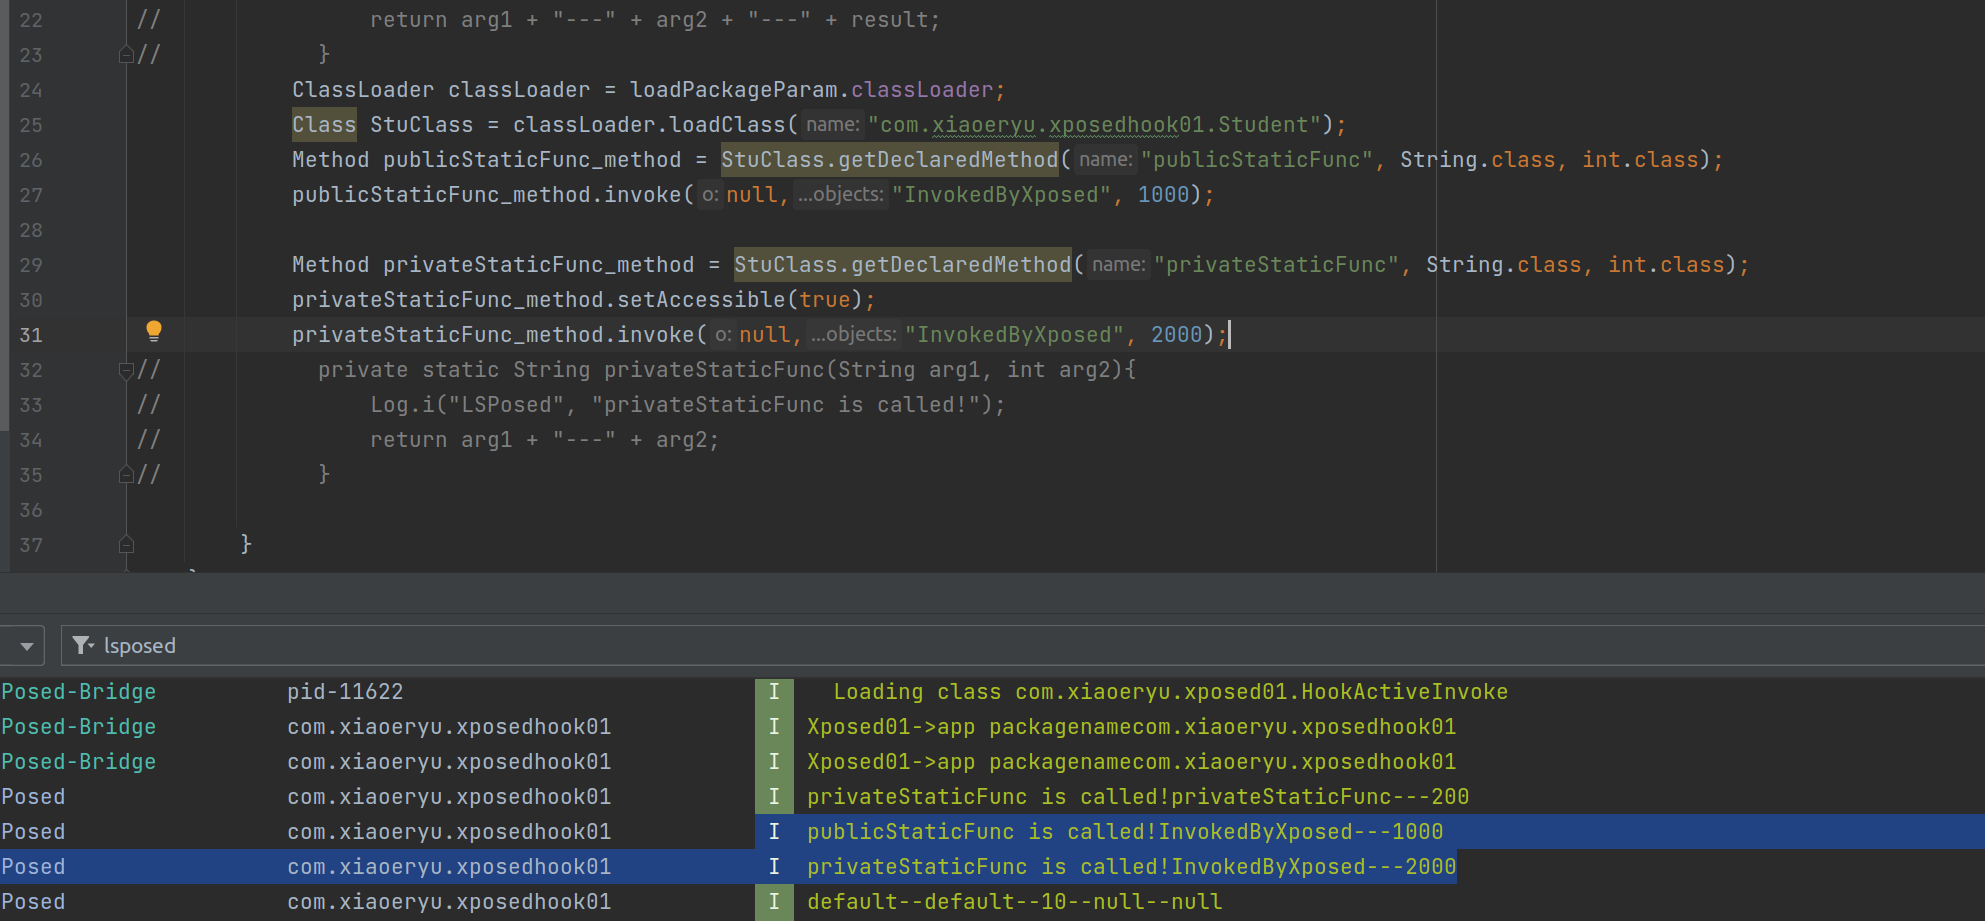 22 // return arg1 + "---" + arg2 + "---" + result;
23 // }
24 ClassLoader classLoader = loadPackageParam.classLoader;
25 Class StuClass = classLoader.loadClass( name: "com.xiaoeryu.xposedhook01.Student");
26 Method publicStaticFunc_method = StuClass.getDeclaredMethod( name: "publicStaticFunc", String.class, int.class);
27 publicStaticFunc_method.invoke( o: null, ...objects: "InvokedByXposed", 1000);
28
29 Method privateStaticFunc_method = StuClass.getDeclaredMethod( name: "privateStaticFunc", String.class, int.class);
30 privateStaticFunc_method.setAccessible(true);
31 privateStaticFunc_method.invoke( o: null, ...objects: "InvokedByXposed", 2000);
32 // private static String privateStaticFunc(String arg1, int arg2){
33 // Log.i("LSPosed", "privateStaticFunc is called!");
34 // return arg1 + "---" + arg2;
35 // }
36
37 }
lsposed
Posed-Bridge pid-11622 I Loading class com.xiaoeryu.xposed01.HookActiveInvoke
Posed-Bridge com.xiaoeryu.xposedhook01 I Xposed01->app packagenamecom.xiaoeryu.xposedhook01
Posed-Bridge com.xiaoeryu.xposedhook01 I Xposed01->app packagenamecom.xiaoeryu.xposedhook01
Posed com.xiaoeryu.xposedhook01 I privateStaticFunc is called!privateStaticFunc---200
Posed com.xiaoeryu.xposedhook01 I publicStaticFunc is called!InvokedByXposed---1000
Posed com.xiaoeryu.xposedhook01 I privateStaticFunc is called!InvokedByXposed---2000
Posed com.xiaoeryu.xposedhook01 I default--default--10--null--null